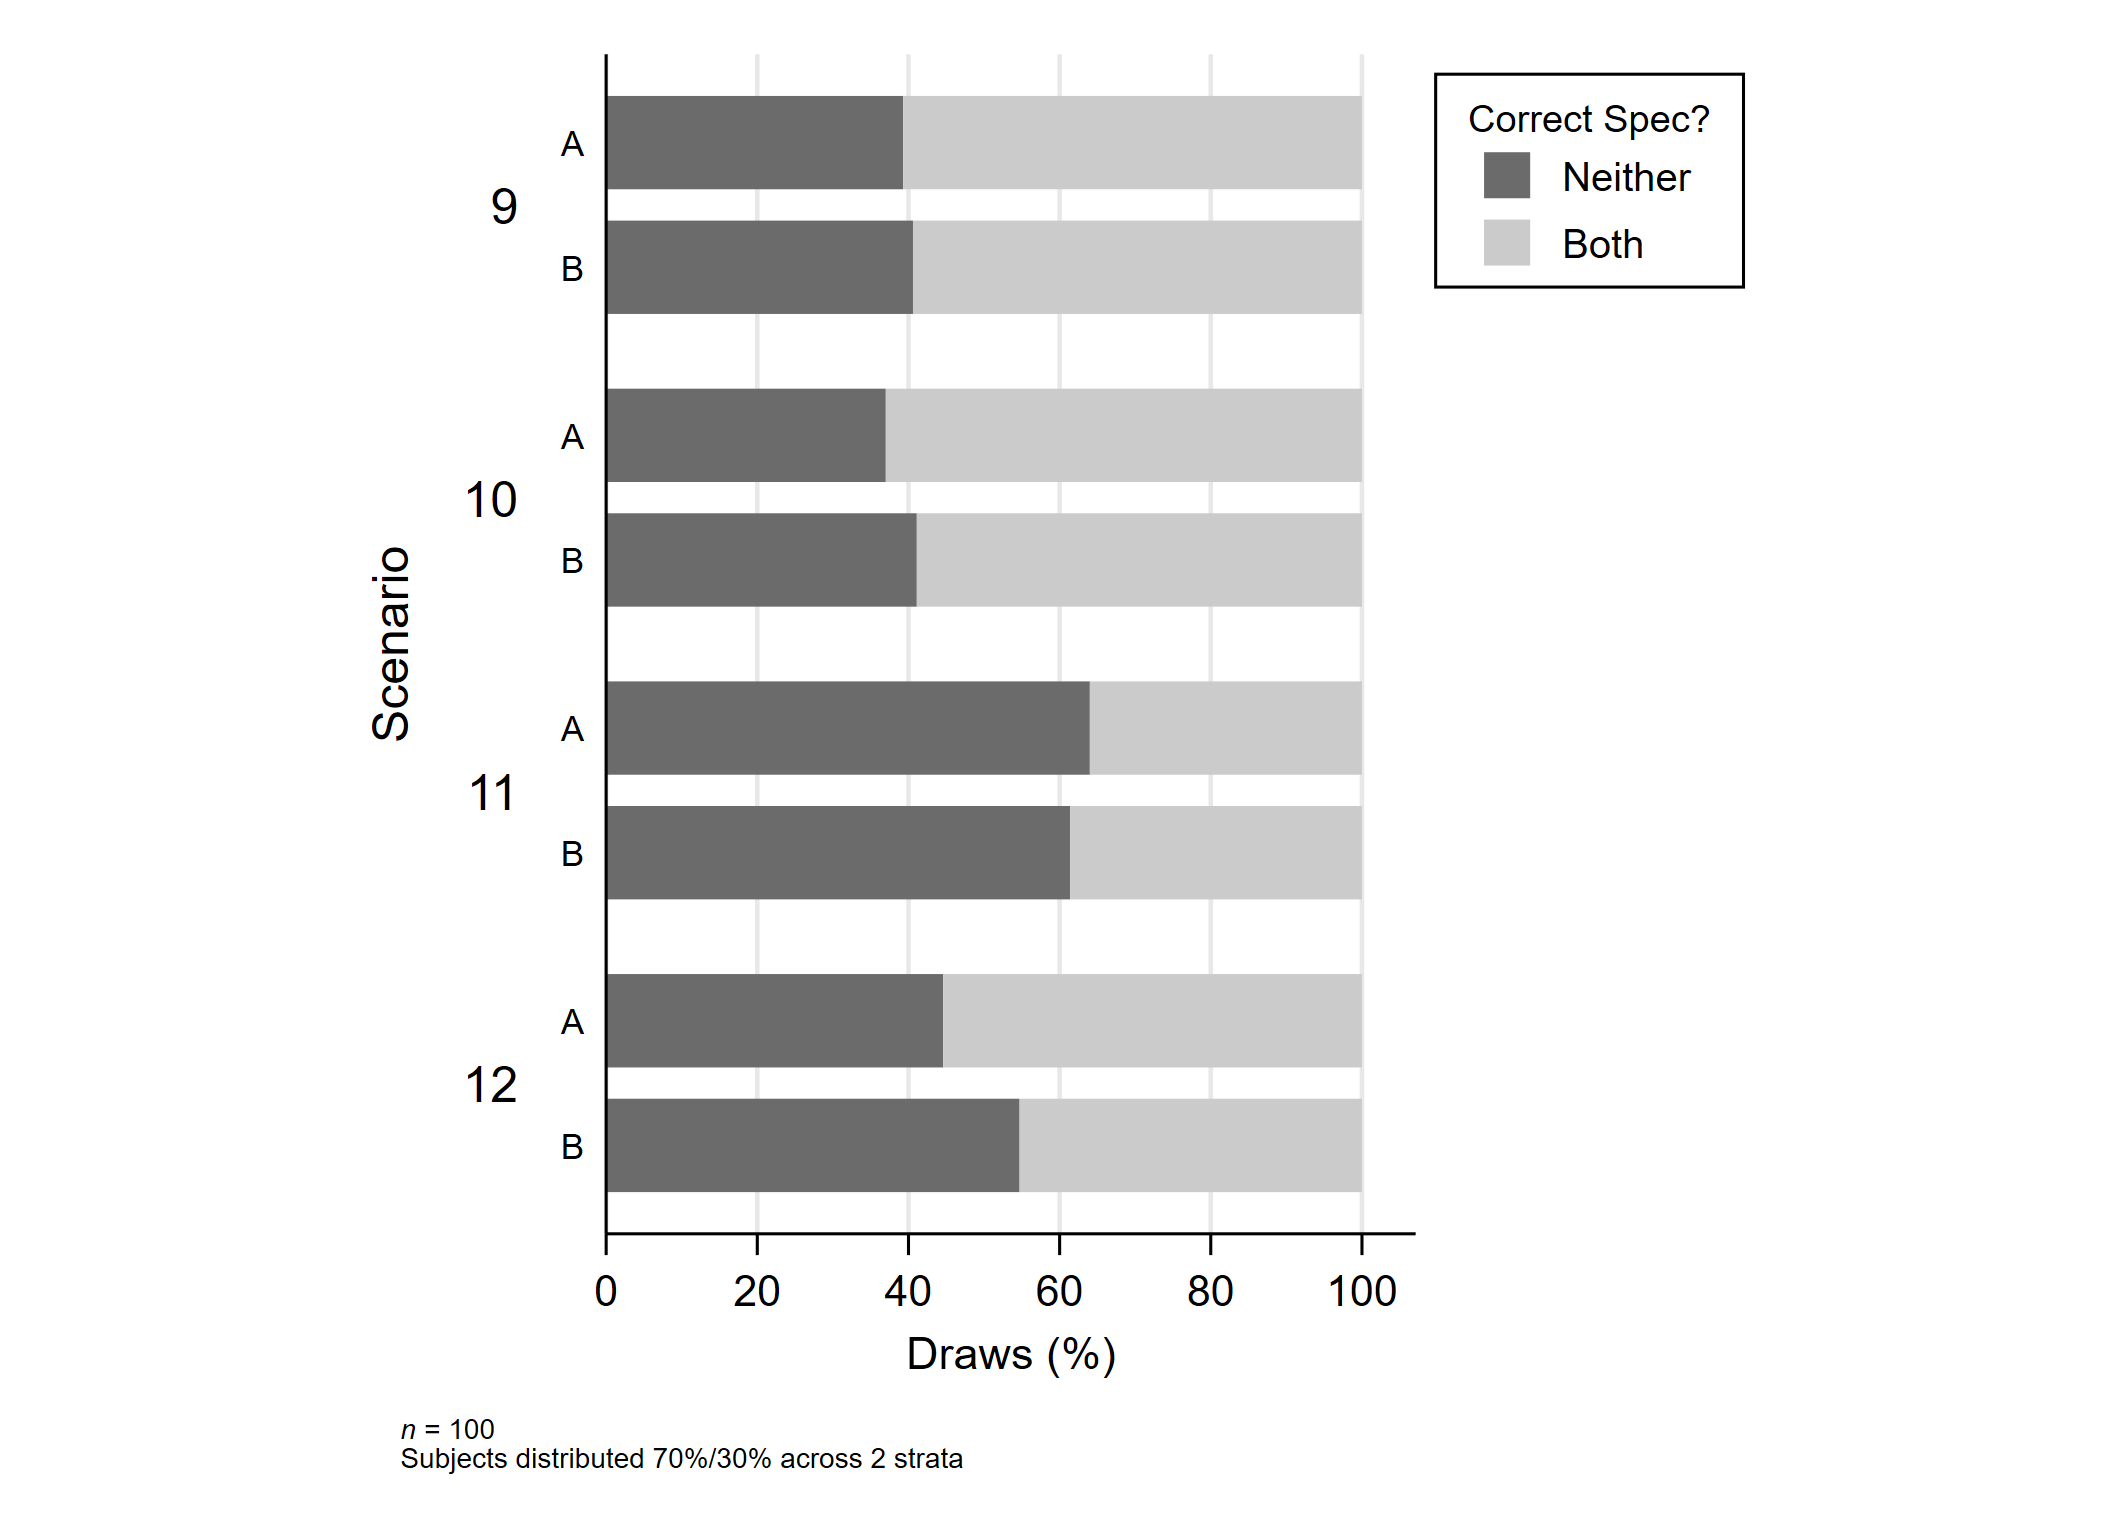 Correct Spec?
Neither
Both
Scenario
9
A
B
10
A
B
11
A
B
12
A
B
0 20 40 60 80 100
Draws (%)
n = 100
Subjects distributed 70%/30% across 2 strata